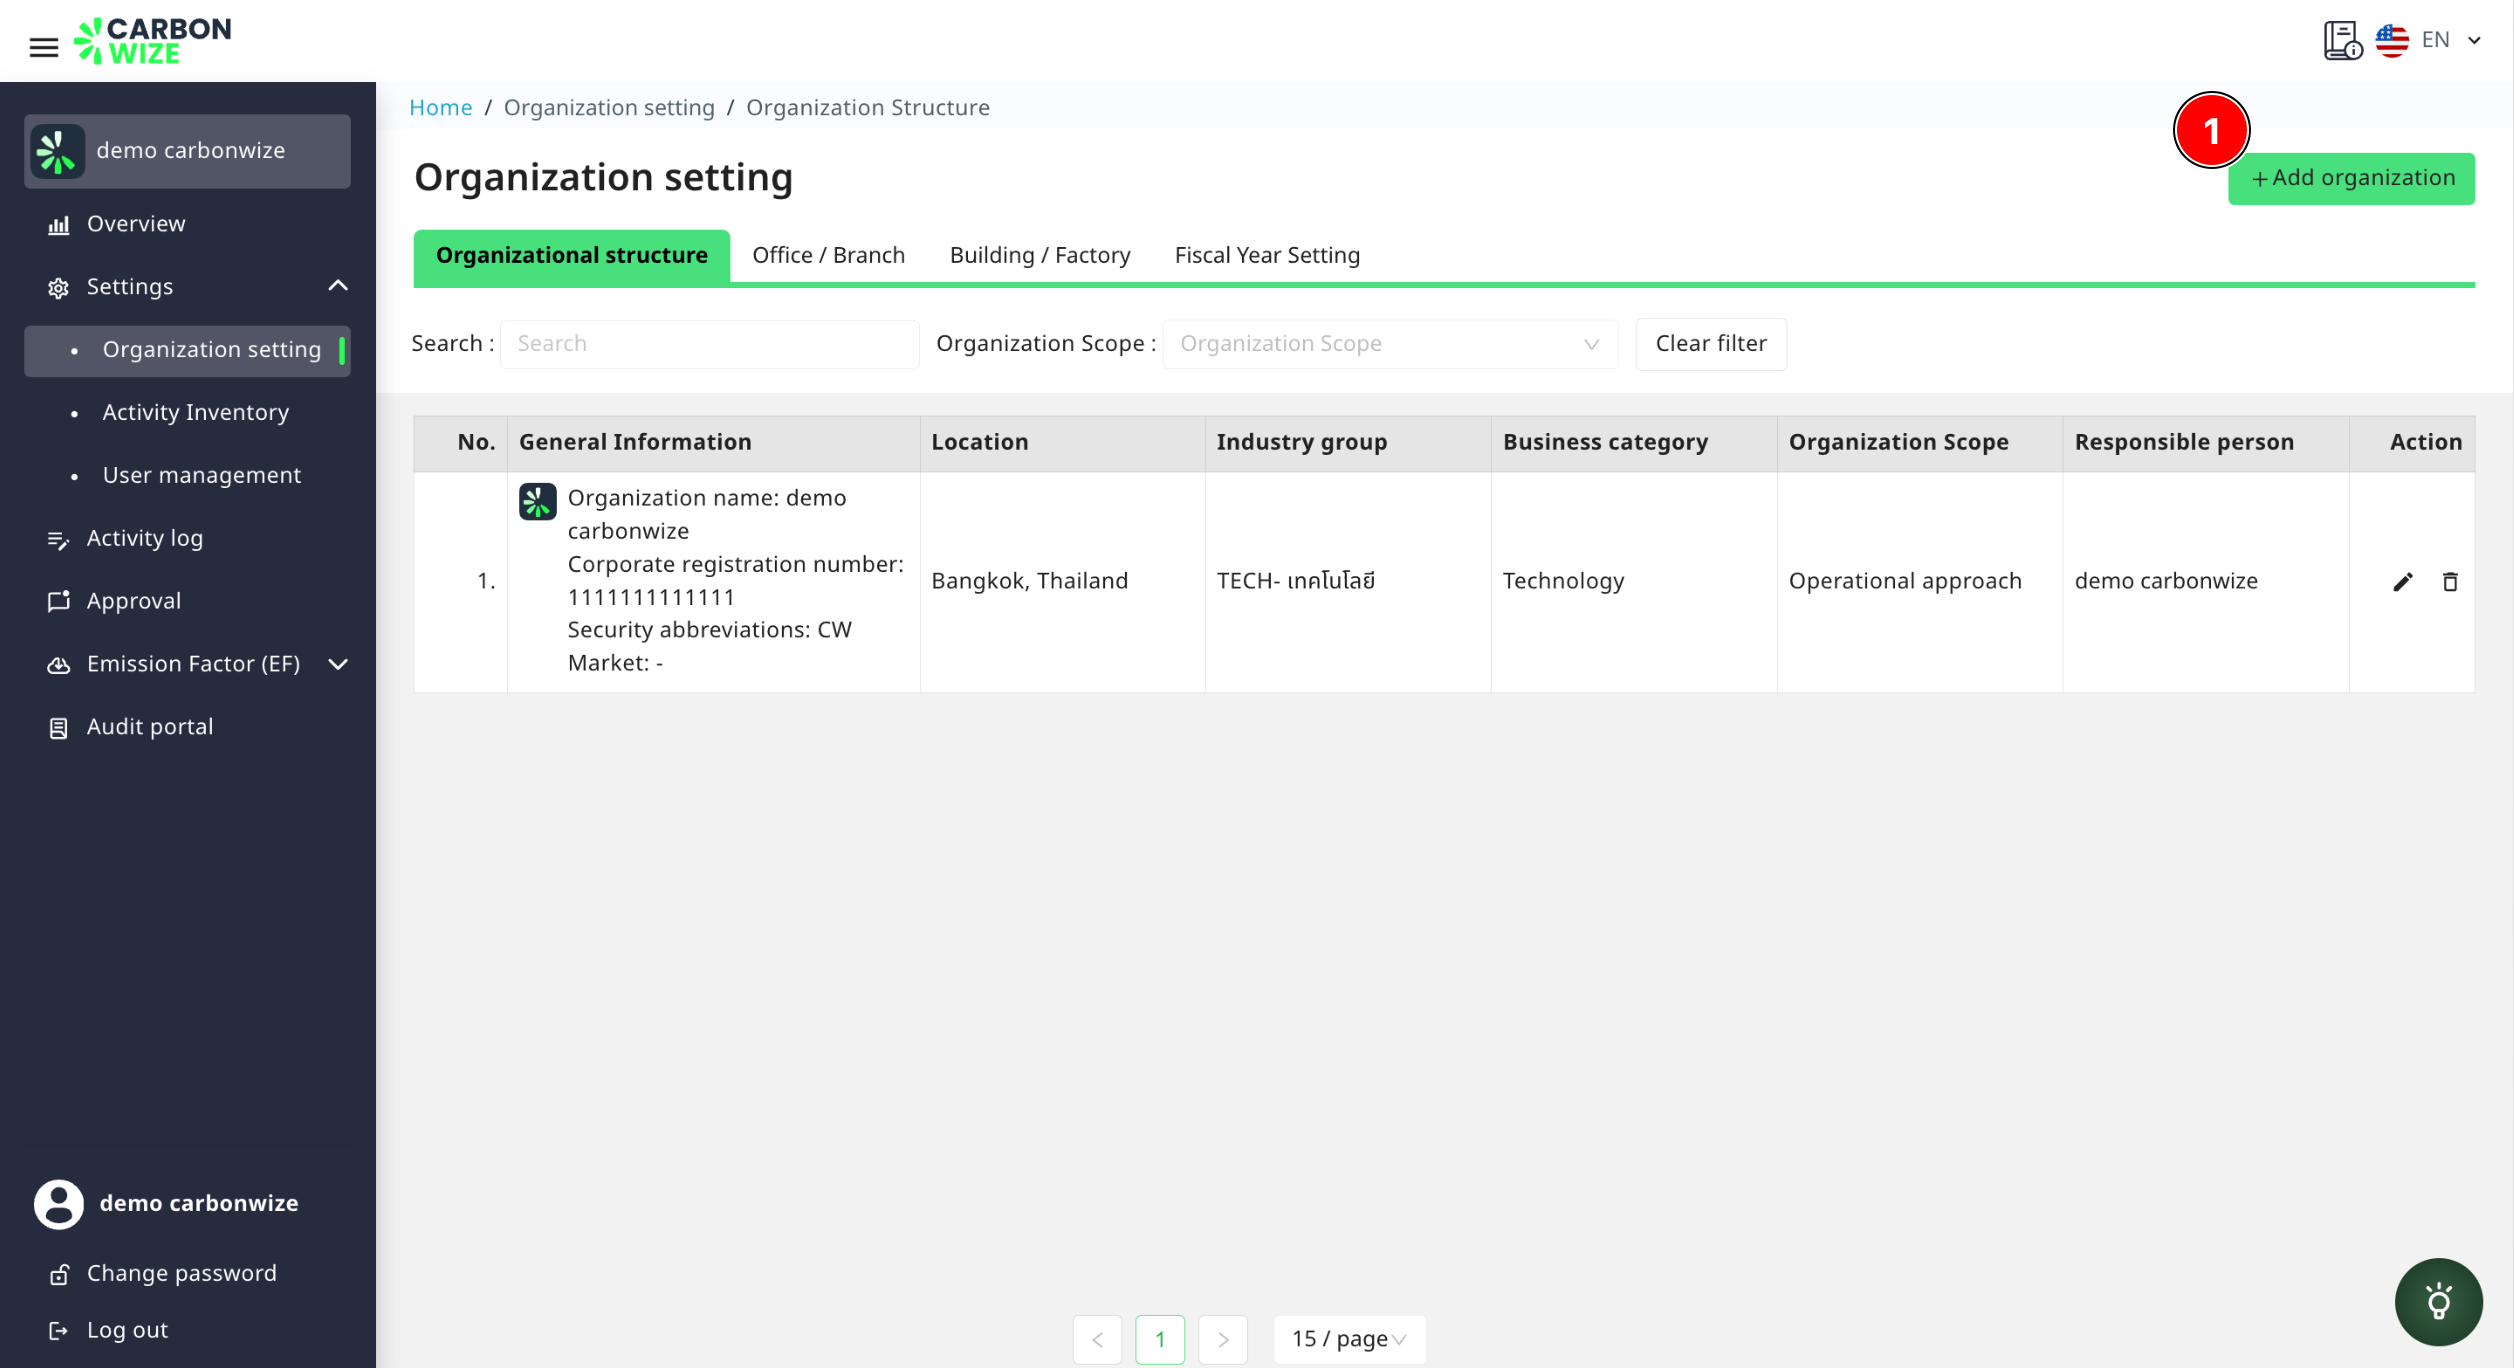 CARBON
WIZE
EN
demo carbonwize
Overview
Settings
Organization setting
Activity Inventory
User management
Activity log
Approval
Emission Factor (EF)
Audit portal
demo carbonwize
Change password
Log out
Home / Organization setting / Organization Structure
Organization setting
1
+ Add organization
Organizational structure Office / Branch Building / Factory Fiscal Year Setting
Search : Search Organization Scope : Organization Scope Clear filter
No. General Information Location Industry group Business category Organization Scope Responsible person Action
1.
Organization name: demo
carbonwize
Corporate registration number:
1111111111111
Security abbreviations: CW
Market: -
Bangkok, Thailand
TECH- เทคโนโลยี
Technology
Operational approach
demo carbonwize
< 1 > 15 / page